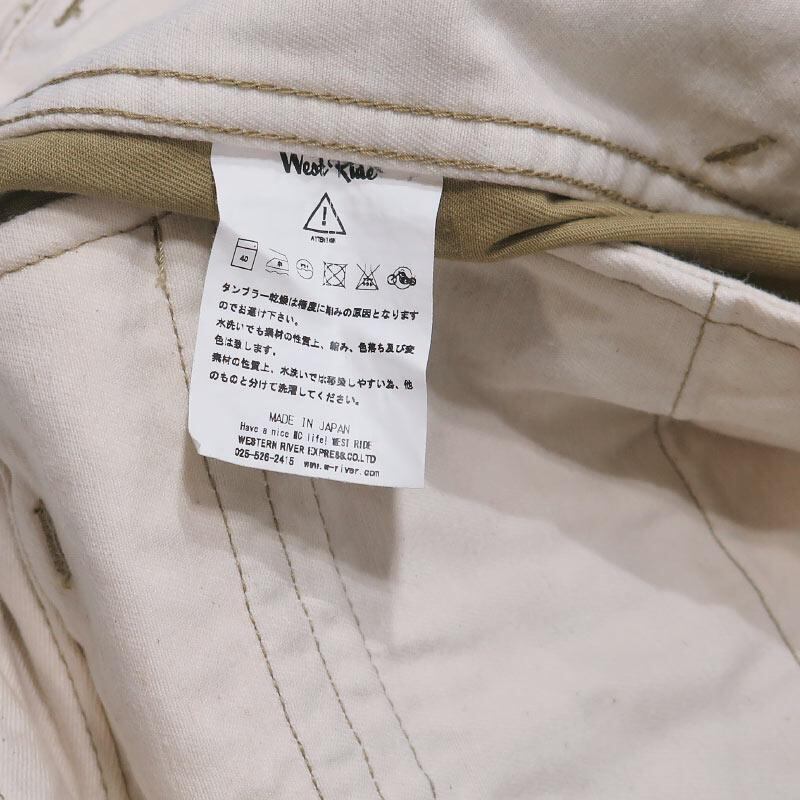 West Ride
ATTENTION
40
タンブラー乾燥は極度に縮みの原因となります
のでお避け下さい。
水洗いでも素材の性質上、縮み、色落ち及び変
色は致します。
素材の性質上、水洗いでは移染しやすい為、他
のものと分けて洗濯してください。
MADE IN JAPAN
Have a nice MC life! WEST RIDE
WESTERN RIVER EXPRESS.CO.LTD
025-526-2415 www.w-river.com